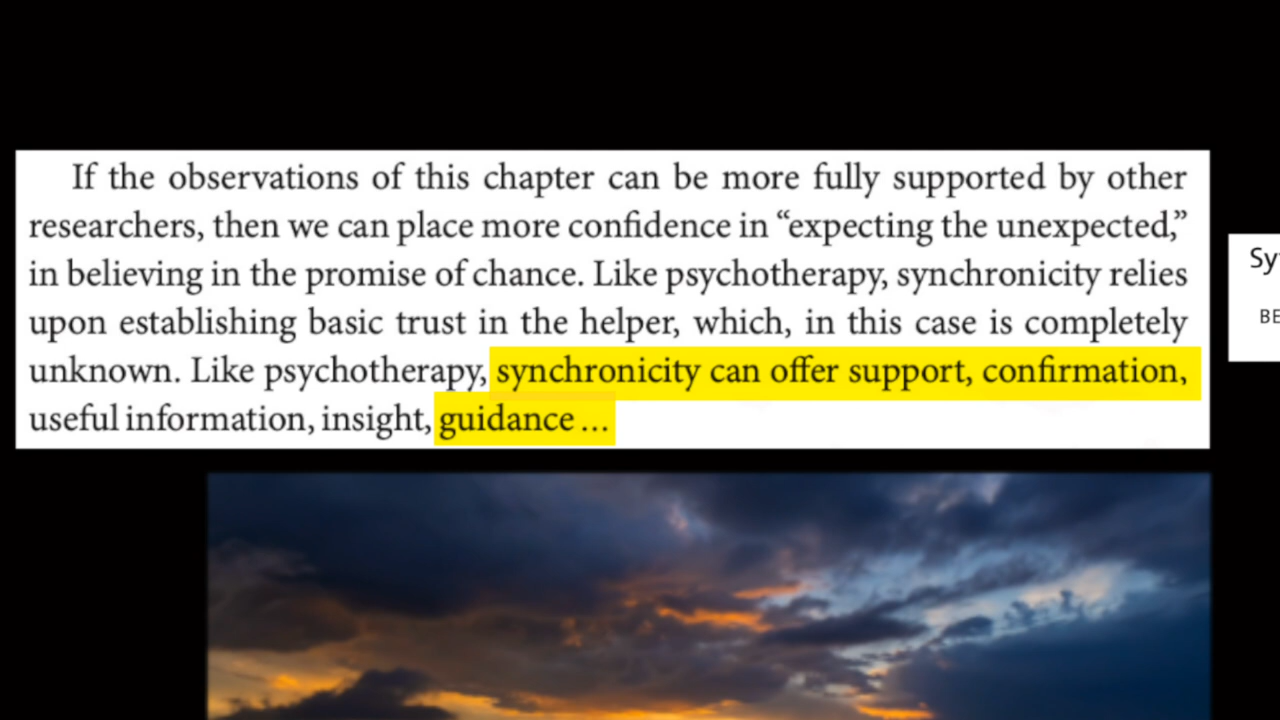 If the observations of this chapter can be more fully supported by other
researchers, then we can place more confidence in “expecting the unexpected,”
in believing in the promise of chance. Like psychotherapy, synchronicity relies
upon establishing basic trust in the helper, which, in this case is completely
unknown. Like psychotherapy, synchronicity can offer support, confirmation,
useful information, insight, guidance ...